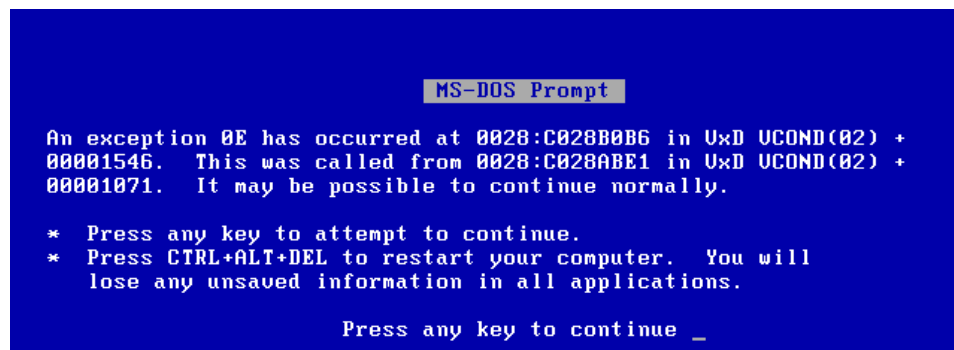 MS-DOS Prompt
An exception 0E has occurred at 0028:C028B0B6 in VxD VCOND(02) +
00001546.  This was called from 0028:C028ABE1 in VxD VCOND(02) +
00001071.  It may be possible to continue normally.
*  Press any key to attempt to continue.
*  Press CTRL+ALT+DEL to restart your computer.  You will
lose any unsaved information in all applications.
Press any key to continue _